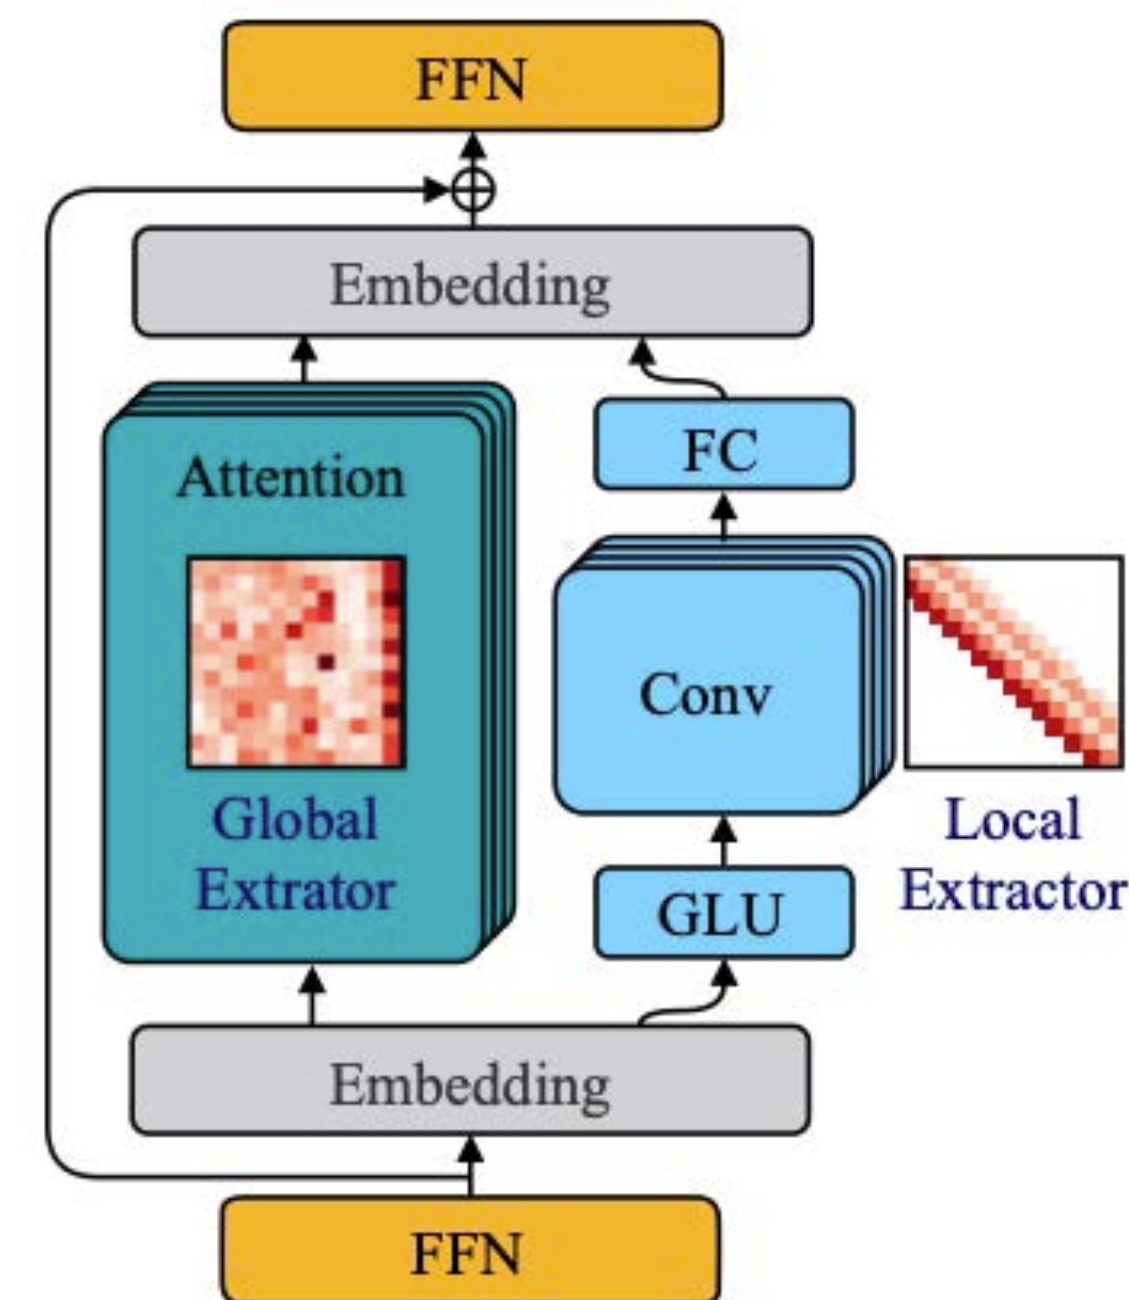 FFN
Embedding
Attention
FC
Conv
Global
Extrator
Local
Extractor
GLU
Embedding
FFN